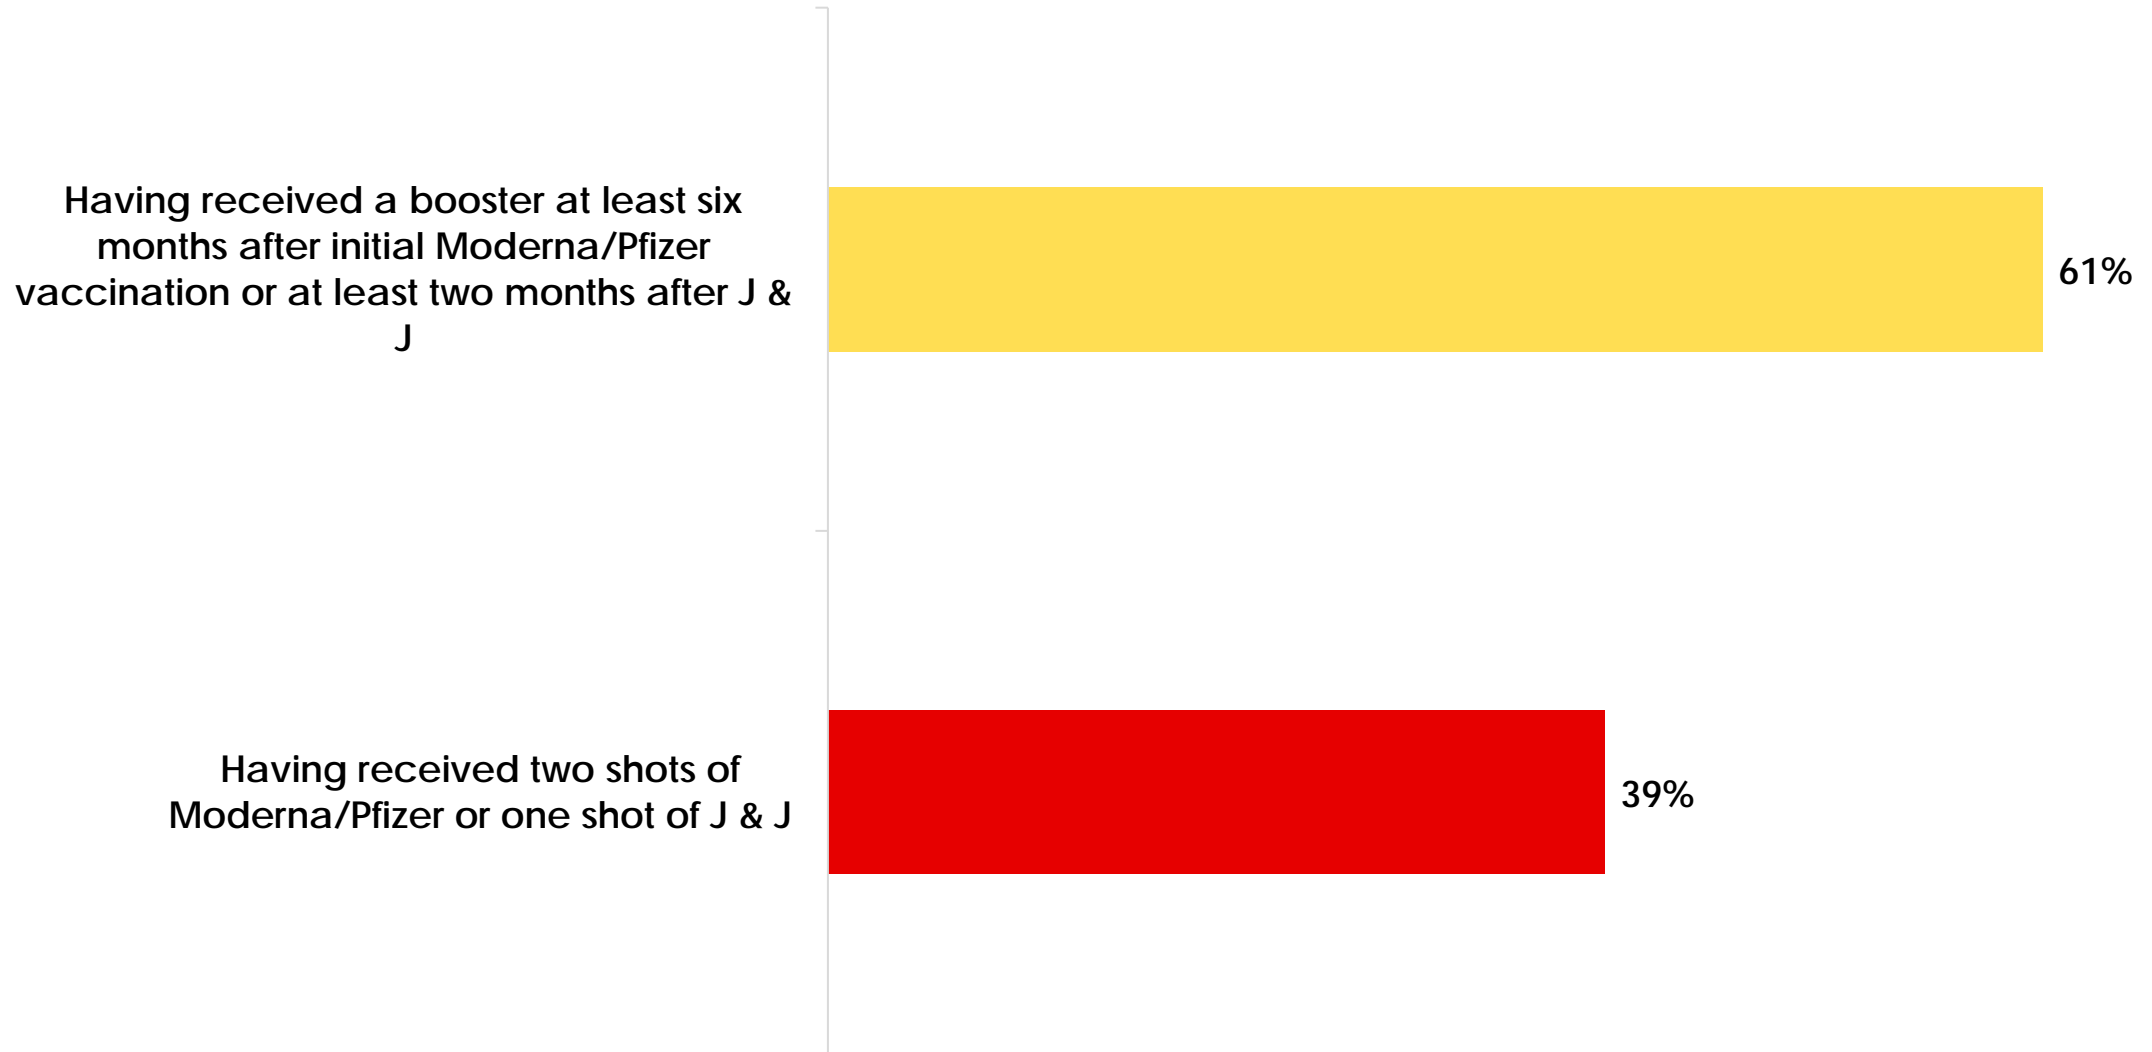 Having received a booster at least six
months after initial Moderna/Pfizer
vaccination or at least two months after J &
J
61%
Having received two shots of
Moderna/Pfizer or one shot of J & J
39%